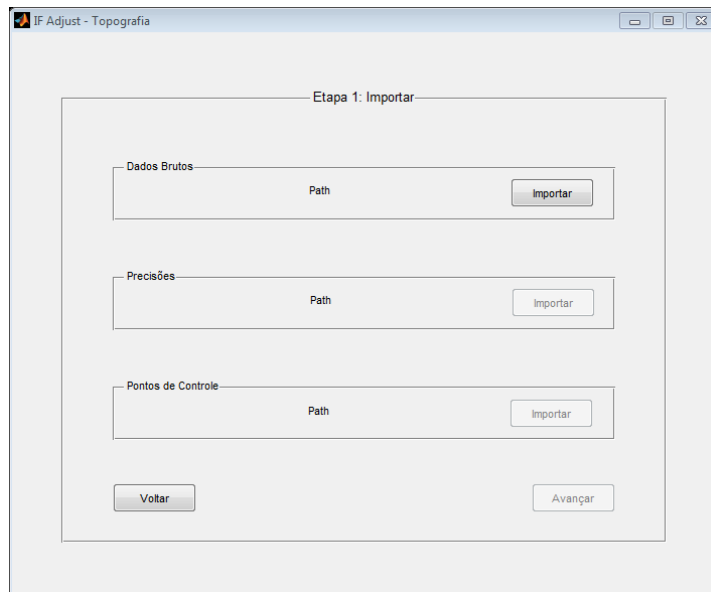 IF Adjust - Topografia
Etapa 1: Importar
Dados Brutos
Path
Importar
Precisões
Path
Importar
Pontos de Controle
Path
Importar
Voltar
Avançar